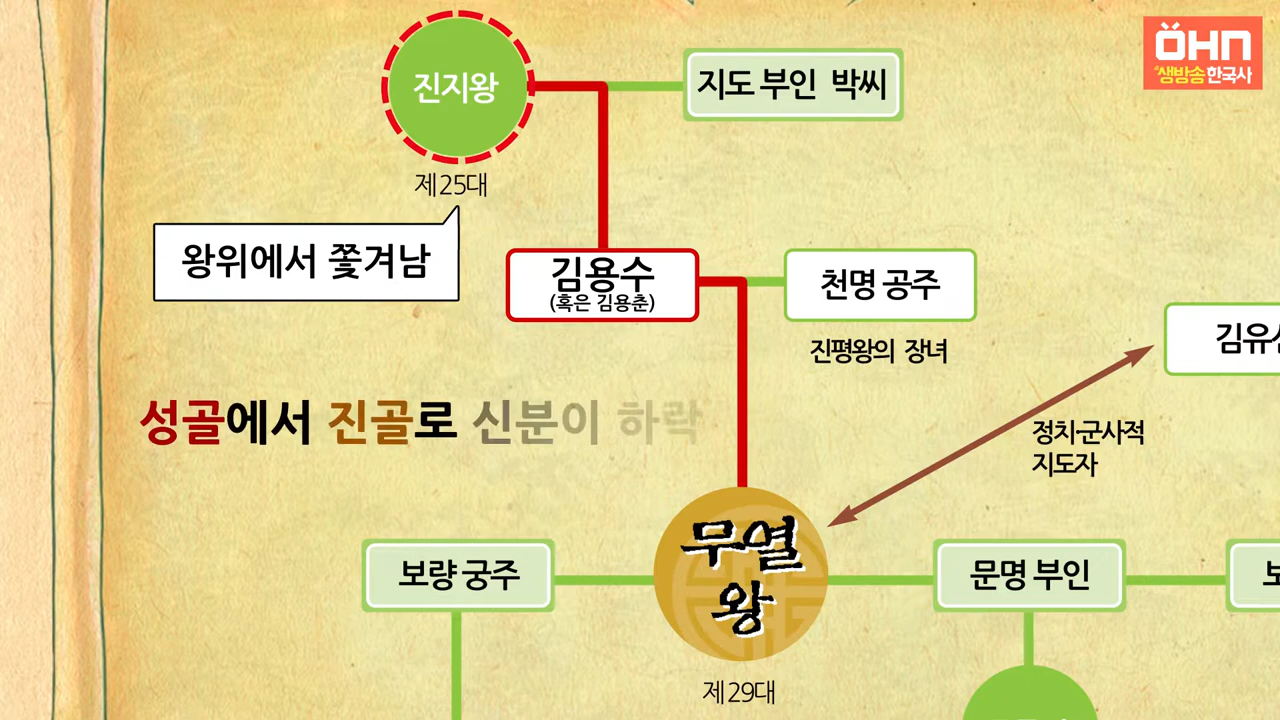 ÖHN
생방송한국사
진지왕
지도 부인 박씨
제25대
왕위에서 쫓겨남
김용수
(혹은 김용춘)
천명 공주
진평왕의 장녀
김유
성골에서 진골로 신분이 하락
정치·군사적
지도자
무열
왕
보량 궁주
문명 부인
제29대